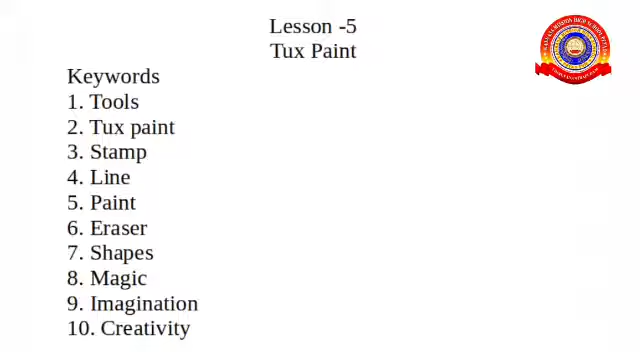 Lesson -5
Tux Paint
Keywords
1. Tools
2. Tux paint
3. Stamp
4. Line
5. Paint
6. Eraser
7. Shapes
8. Magic
9. Imagination
10. Creativity